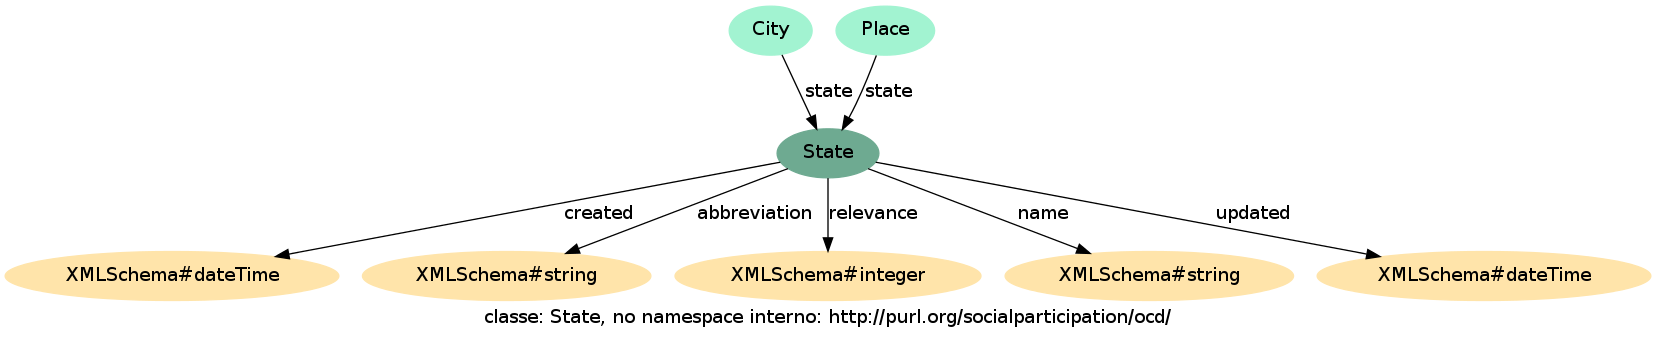 City Place
state state
State
created abbreviation relevance name updated
XMLSchema#dateTime XMLSchema#string XMLSchema#integer XMLSchema#string XMLSchema#dateTime
classe: State, no namespace interno: http://purl.org/socialparticipation/ocd/